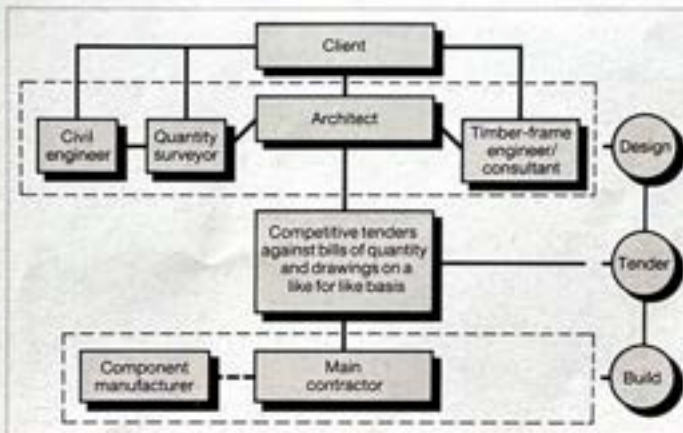 Client
Civil
engineer
Quantity
surveyor
Architect
Timber-frame
engineer/
consultant
Design
Competitive tenders
against bills of quantity
and drawings on a
like for like basis
Tender
Component
manufacturer
Main
contractor
Build